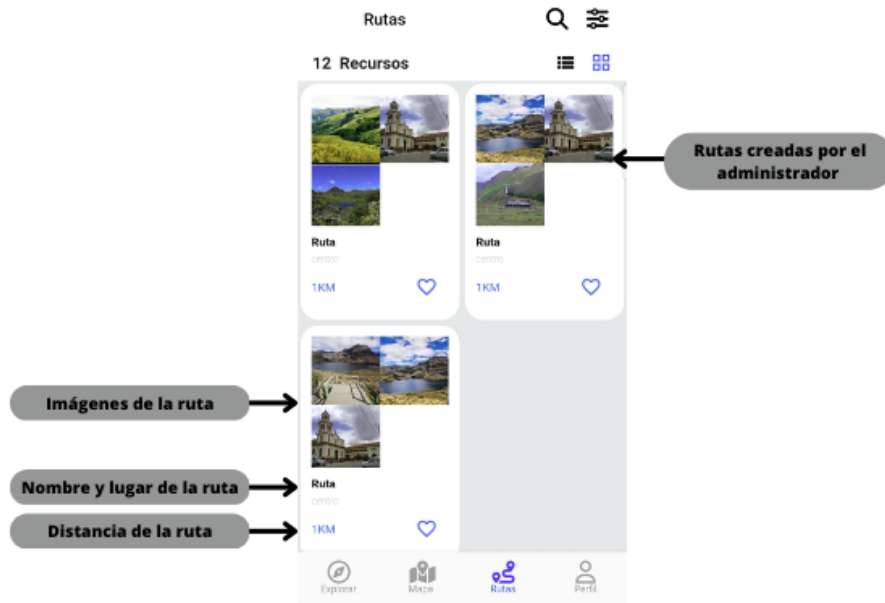 Rutas
12 Recursos
Rutas creadas por el
administrador
Ruta
centro
1KM
Ruta
centro
1KM
Imágenes de la ruta
Nombre y lugar de la ruta
Ruta
centro
Distancia de la ruta
1KM
Explorar
Mapa
Rutas
Perfil